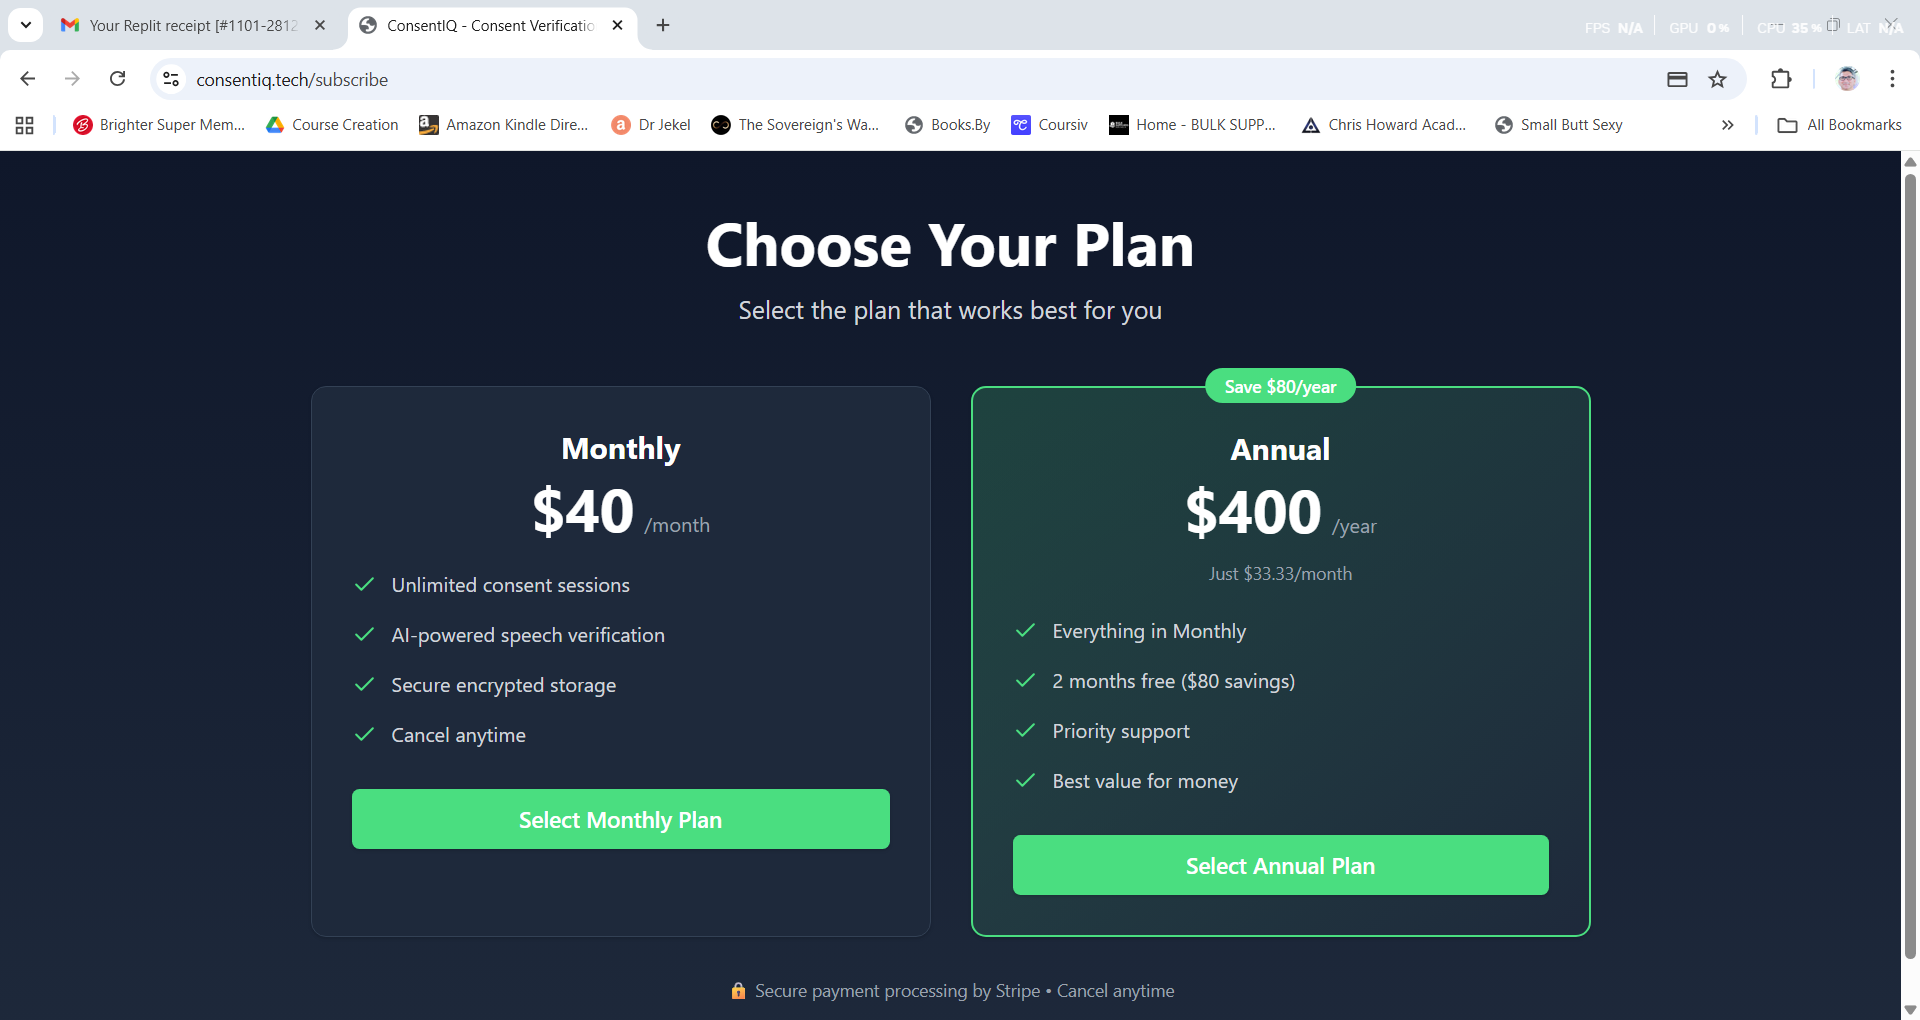 Your Replit receipt [#1101-2812
ConsentIQ - Consent Verificatio
FPS N/A GPU 0% CPU 35% LAT N/A
consentiq.tech/subscribe
Brighter Super Mem...
Course Creation
Amazon Kindle Dire...
Dr Jekel
The Sovereign's Wa...
Books.By
Coursiv
Home - BULK SUPP...
Chris Howard Acad...
Small Butt Sexy
All Bookmarks
Choose Your Plan
Select the plan that works best for you
Monthly
$40 /month
Unlimited consent sessions
AI-powered speech verification
Secure encrypted storage
Cancel anytime
Select Monthly Plan
Save $80/year
Annual
$400 /year
Just $33.33/month
Everything in Monthly
2 months free ($80 savings)
Priority support
Best value for money
Select Annual Plan
🔒 Secure payment processing by Stripe • Cancel anytime